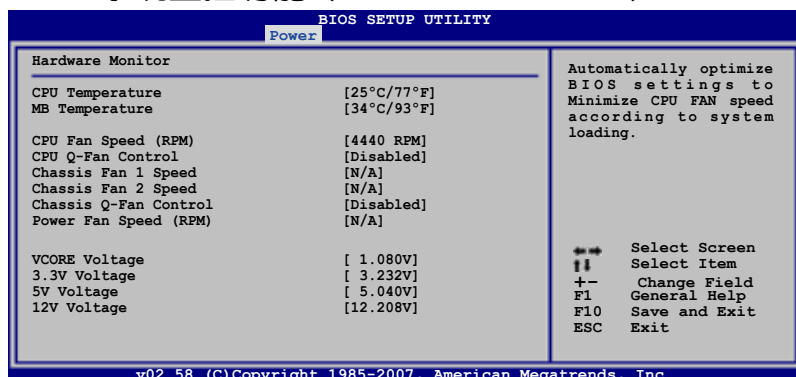 BIOS SETUP UTILITY
Power
Hardware Monitor
CPU Temperature [25°C/77°F]
MB Temperature [34°C/93°F]
CPU Fan Speed (RPM) [4440 RPM]
CPU Q-Fan Control [Disabled]
Chassis Fan 1 Speed [N/A]
Chassis Fan 2 Speed [N/A]
Chassis Q-Fan Control [Disabled]
Power Fan Speed (RPM) [N/A]
VCORE Voltage [ 1.080V]
3.3V Voltage [ 3.232V]
5V Voltage [ 5.040V]
12V Voltage [12.208V]
Automatically optimize
BIOS settings to
Minimize CPU FAN speed
according to system
loading.
←→ Select Screen
↑↓ Select Item
+- Change Field
F1 General Help
F10 Save and Exit
ESC Exit
v02.58 (C)Copyright 1985-2007, American Megatrends, Inc.